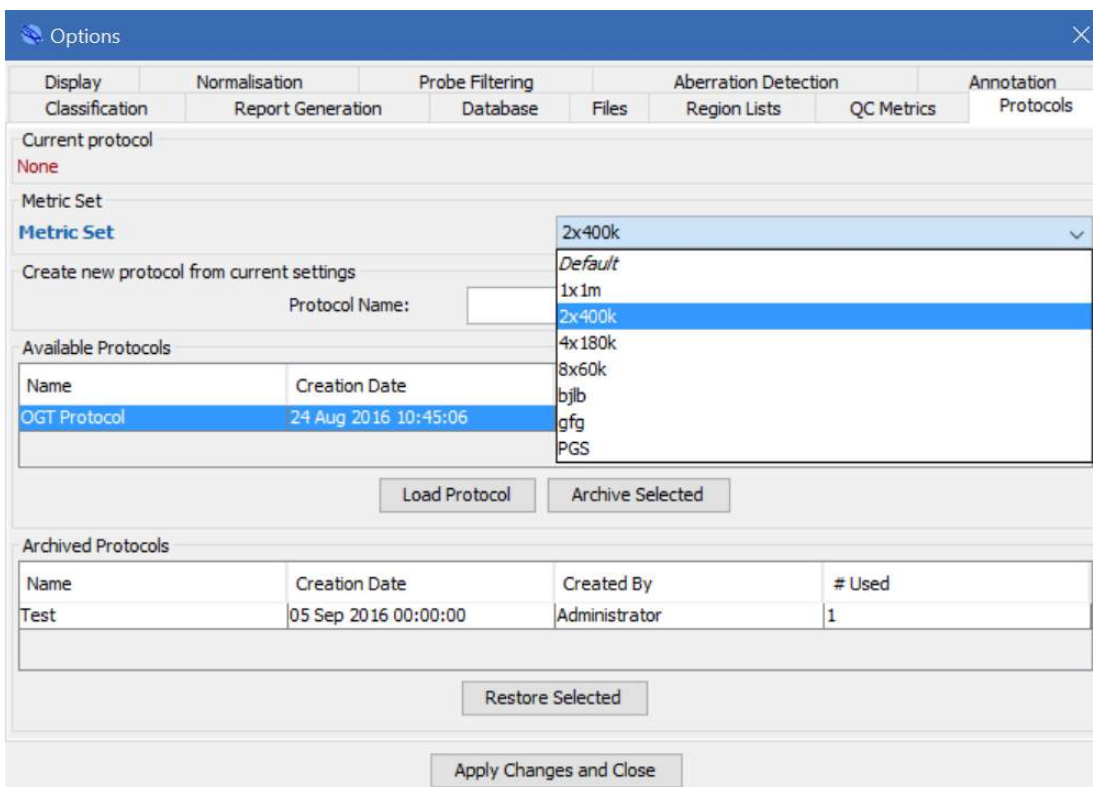 Options
Display Normalisation Probe Filtering Aberration Detection Annotation
Classification Report Generation Database Files Region Lists QC Metrics Protocols
Current protocol
None
Metric Set
Metric Set 2x400k
Default
Create new protocol from current settings
1x1m
Protocol Name:
2x400k
4x180k
Available Protocols
8x60k
Name Creation Date
bjlb
OGT Protocol 24 Aug 2016 10:45:06
gfg
PGS
Load Protocol Archive Selected
Archived Protocols
Name Creation Date Created By # Used
Test 05 Sep 2016 00:00:00 Administrator 1
Restore Selected
Apply Changes and Close